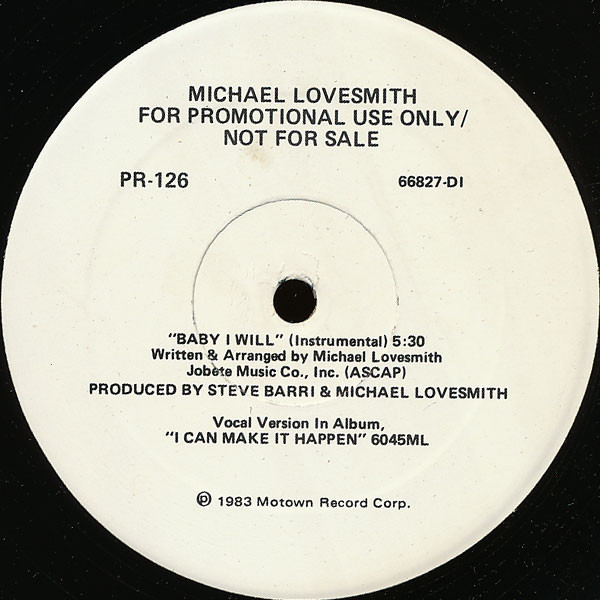 MICHAEL LOVESMITH
FOR PROMOTIONAL USE ONLY/
NOT FOR SALE
PR-126
66827-D1
"BABY I WILL" (Instrumental) 5:30
Written & Arranged by Michael Lovesmith
Jobete Music Co., Inc. (ASCAP)
PRODUCED BY STEVE BARRI & MICHAEL LOVESMITH
Vocal Version In Album,
"I CAN MAKE IT HAPPEN" 6045ML
℗ 1983 Motown Record Corp.